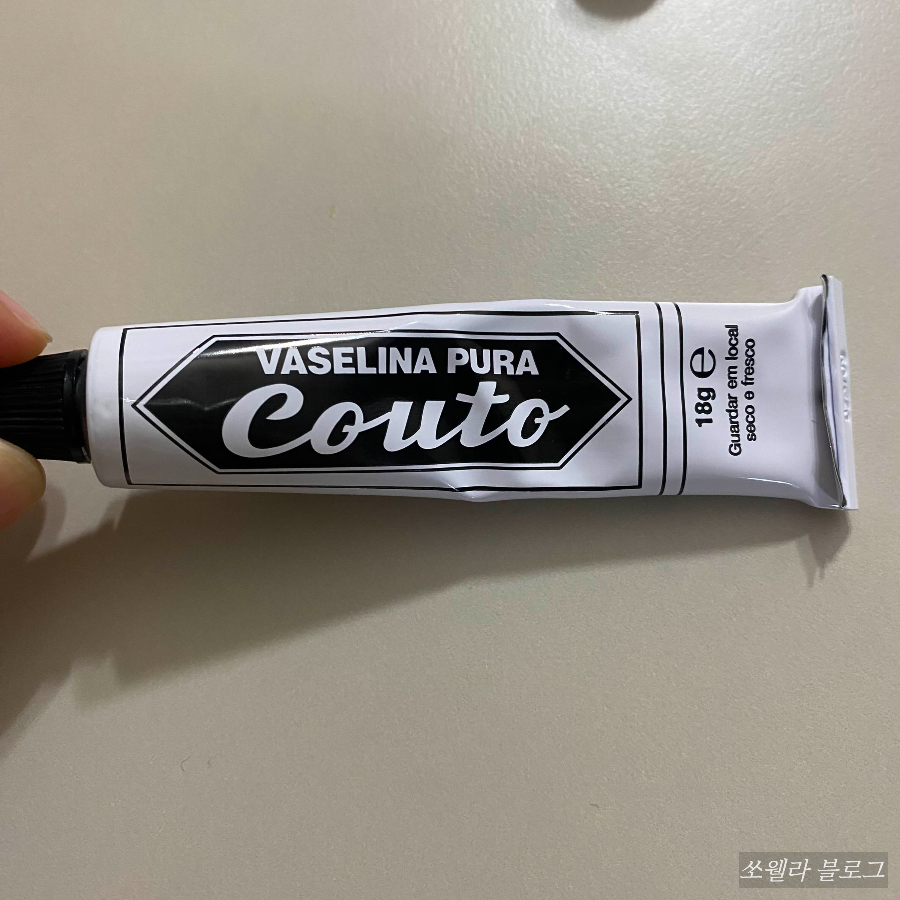 VASELINA PURA
Couto
18g ℮
Guardar em local
seco e fresco
쏘웰라 블로그